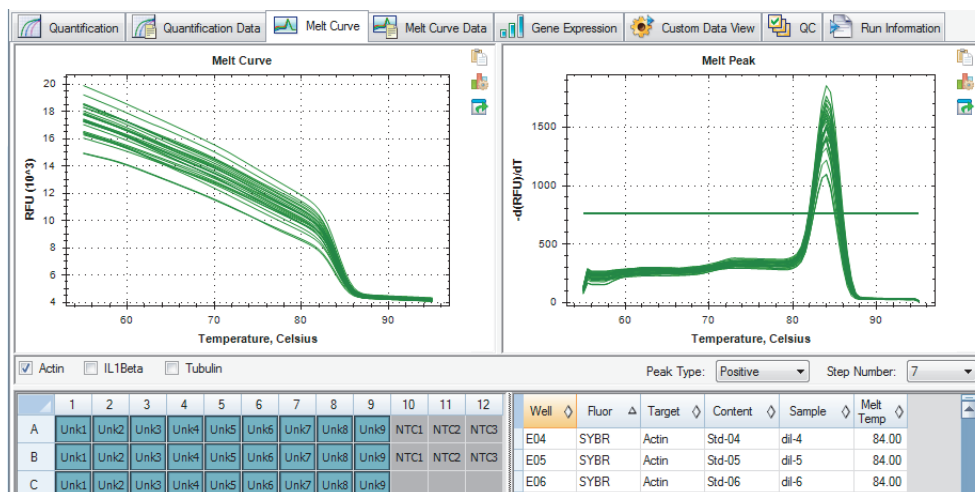 Quantification Quantification Data Melt Curve Melt Curve Data Gene Expression Custom Data View QC Run Information
Melt Curve
20
18
16
14
12
10
8
6
4
RFU (10^3)
60 70 80 90
Temperature, Celsius
Melt Peak
1500
1000
500
0
-d(RFU)/dT
60 70 80 90
Temperature, Celsius
Actin IL1Beta Tubulin
Peak Type: Positive Step Number: 7
1 2 3 4 5 6 7 8 9 10 11 12
A Unk1 Unk2 Unk3 Unk4 Unk5 Unk6 Unk7 Unk8 Unk9 NTC1 NTC2 NTC3
B Unk1 Unk2 Unk3 Unk4 Unk5 Unk6 Unk7 Unk8 Unk9 NTC1 NTC2 NTC3
C Unk1 Unk2 Unk3 Unk4 Unk5 Unk6 Unk7 Unk8 Unk9
Well Fluor Target Content Sample Melt Temp
E04 SYBR Actin Std-04 dil-4 84.00
E05 SYBR Actin Std-05 dil-5 84.00
E06 SYBR Actin Std-06 dil-6 84.00